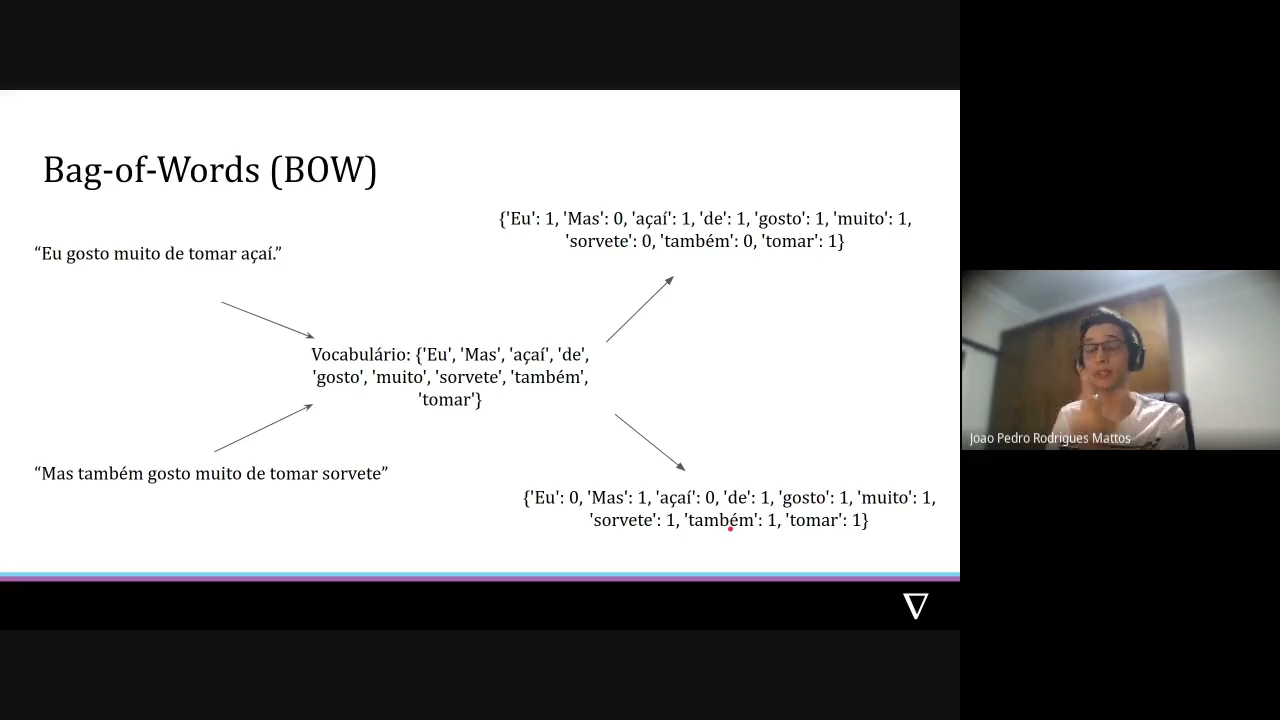 Bag-of-Words (BOW)
“Eu gosto muito de tomar açaí.”
{'Eu': 1, 'Mas': 0, 'açaí': 1, 'de': 1, 'gosto': 1, 'muito': 1,
'sorvete': 0, 'também': 0, 'tomar': 1}
Vocabulário: {'Eu', 'Mas', 'açaí', 'de',
'gosto', 'muito', 'sorvete', 'também',
'tomar'}
“Mas também gosto muito de tomar sorvete”
{'Eu': 0, 'Mas': 1, 'açaí': 0, 'de': 1, 'gosto': 1, 'muito': 1,
'sorvete': 1, 'também': 1, 'tomar': 1}
Joao Pedro Rodrigues Mattos